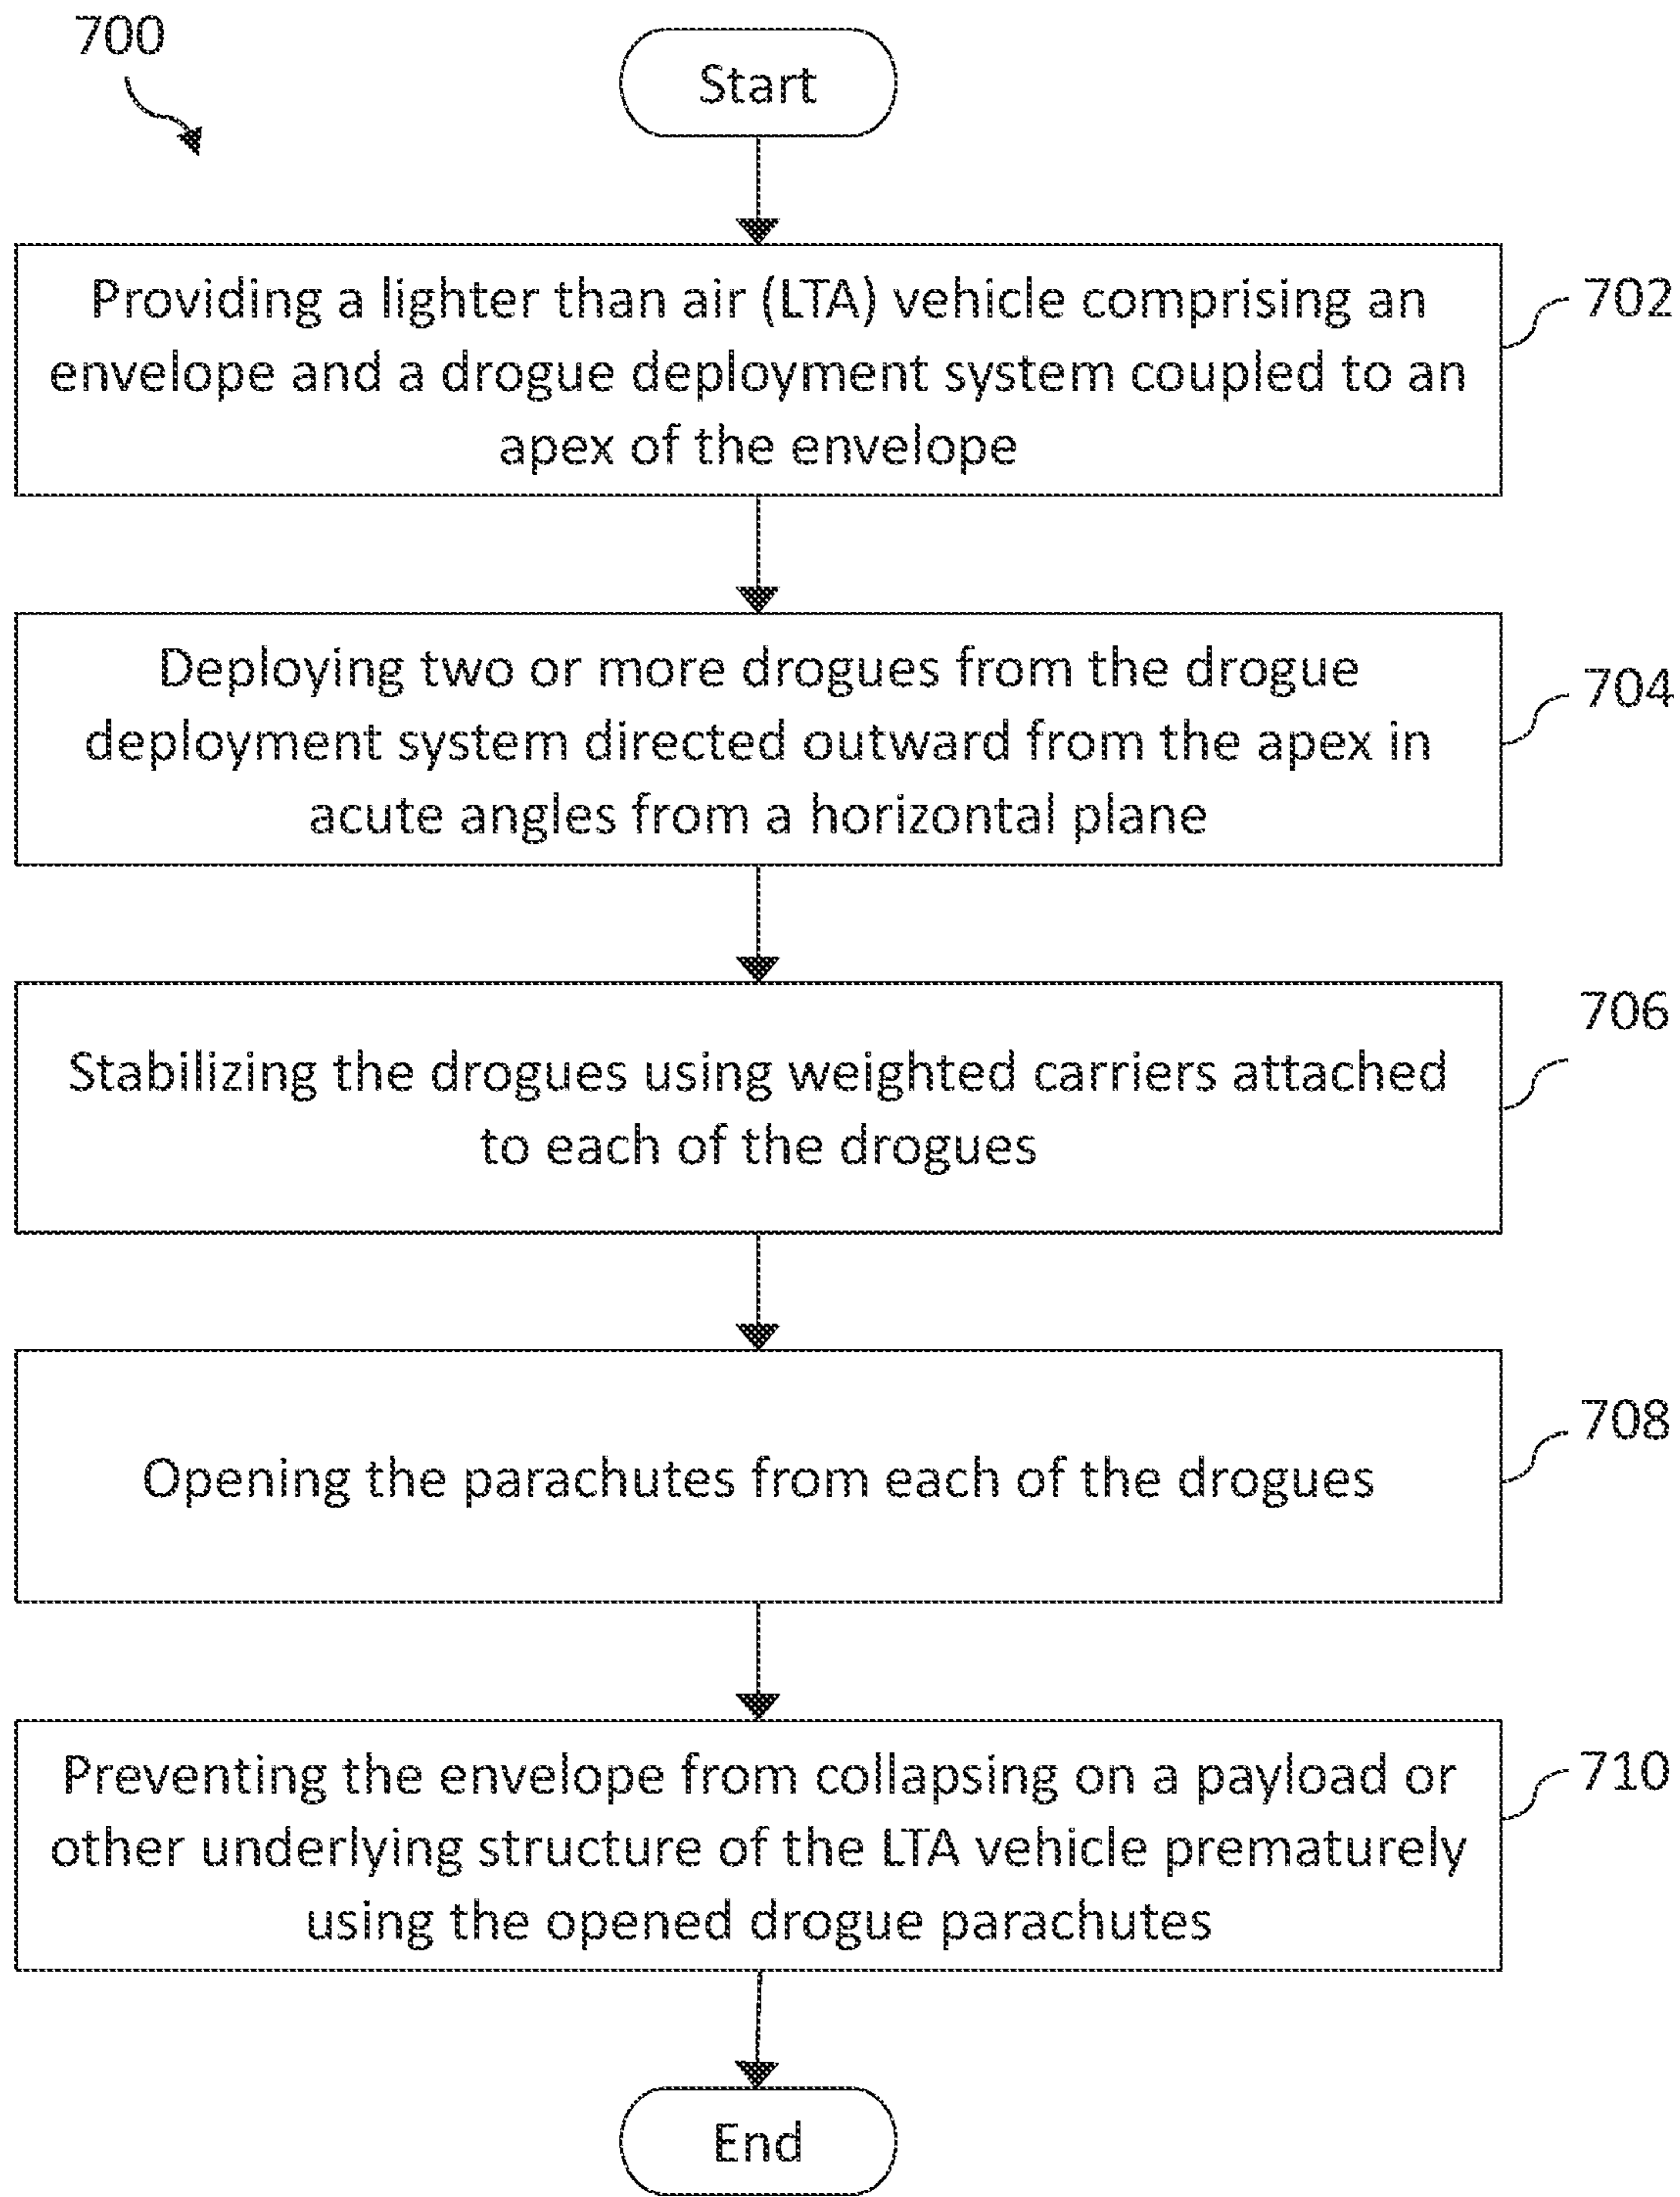 700
Start
Providing a lighter than air (LTA) vehicle comprising an
envelope and a drogue deployment system coupled to an
apex of the envelope
702
Deploying two or more drogues from the drogue
deployment system directed outward from the apex in
acute angles from a horizontal plane
704
Stabilizing the drogues using weighted carriers attached
to each of the drogues
706
Opening the parachutes from each of the drogues
708
Preventing the envelope from collapsing on a payload or
other underlying structure of the LTA vehicle prematurely
using the opened drogue parachutes
710
End